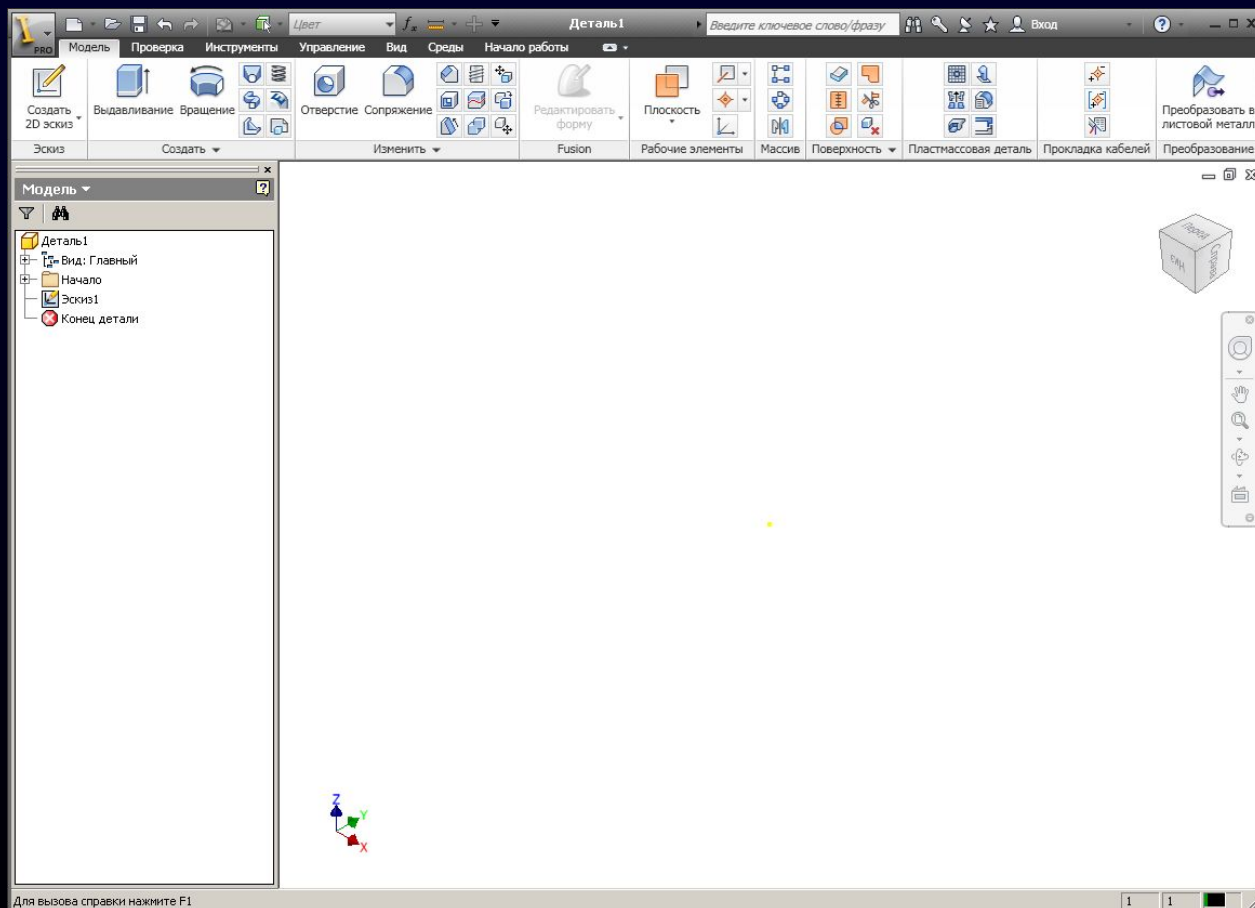 Цвет
Деталь1
Введите ключевое слово/фразу
Вход
PRO
Модель Проверка Инструменты Управление Вид Среды Начало работы
Создать 2D эскиз
Выдавливание
Вращение
Отверстие
Сопряжение
Редактировать форму
Плоскость
Преобразовать в листовой металл
Эскиз
Создать
Изменить
Fusion
Рабочие элементы
Массив
Поверхность
Пластмассовая деталь
Прокладка кабелей
Преобразование
Модель
Деталь1
Вид: Главный
Начало
Эскиз1
Конец детали
Z
Y
X
Для вызова справки нажмите F1
1
1